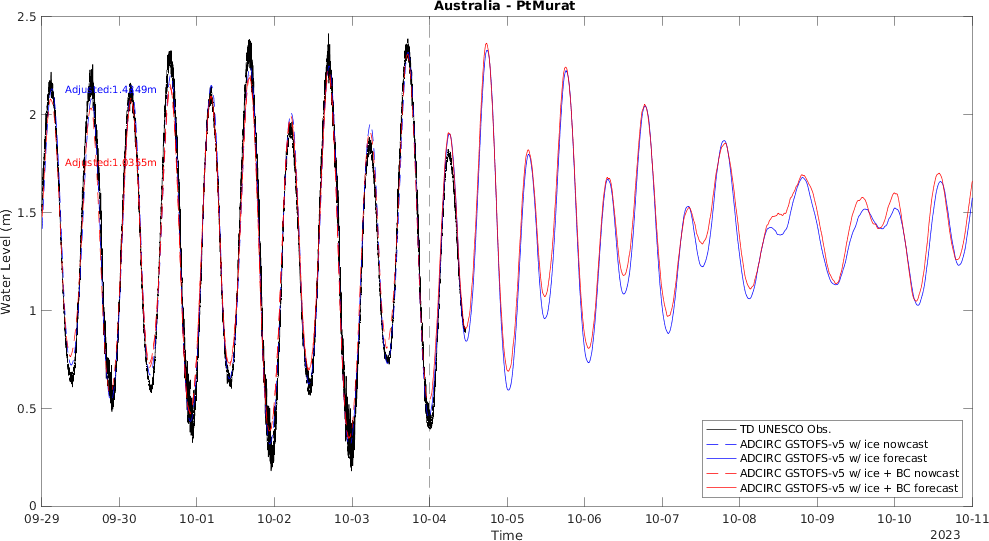 Australia - PtMurat
2.5
2
1.5
1
0.5
0
Water Level (m)
Adjusted:1.4349m
Adjusted:1.0355m
TD UNESCO Obs.
ADCIRC GSTOFS-v5 w/ ice nowcast
ADCIRC GSTOFS-v5 w/ ice forecast
ADCIRC GSTOFS-v5 w/ ice + BC nowcast
ADCIRC GSTOFS-v5 w/ ice + BC forecast
09-29 09-30 10-01 10-02 10-03 10-04 10-05 10-06 10-07 10-08 10-09 10-10 10-11
Time
2023